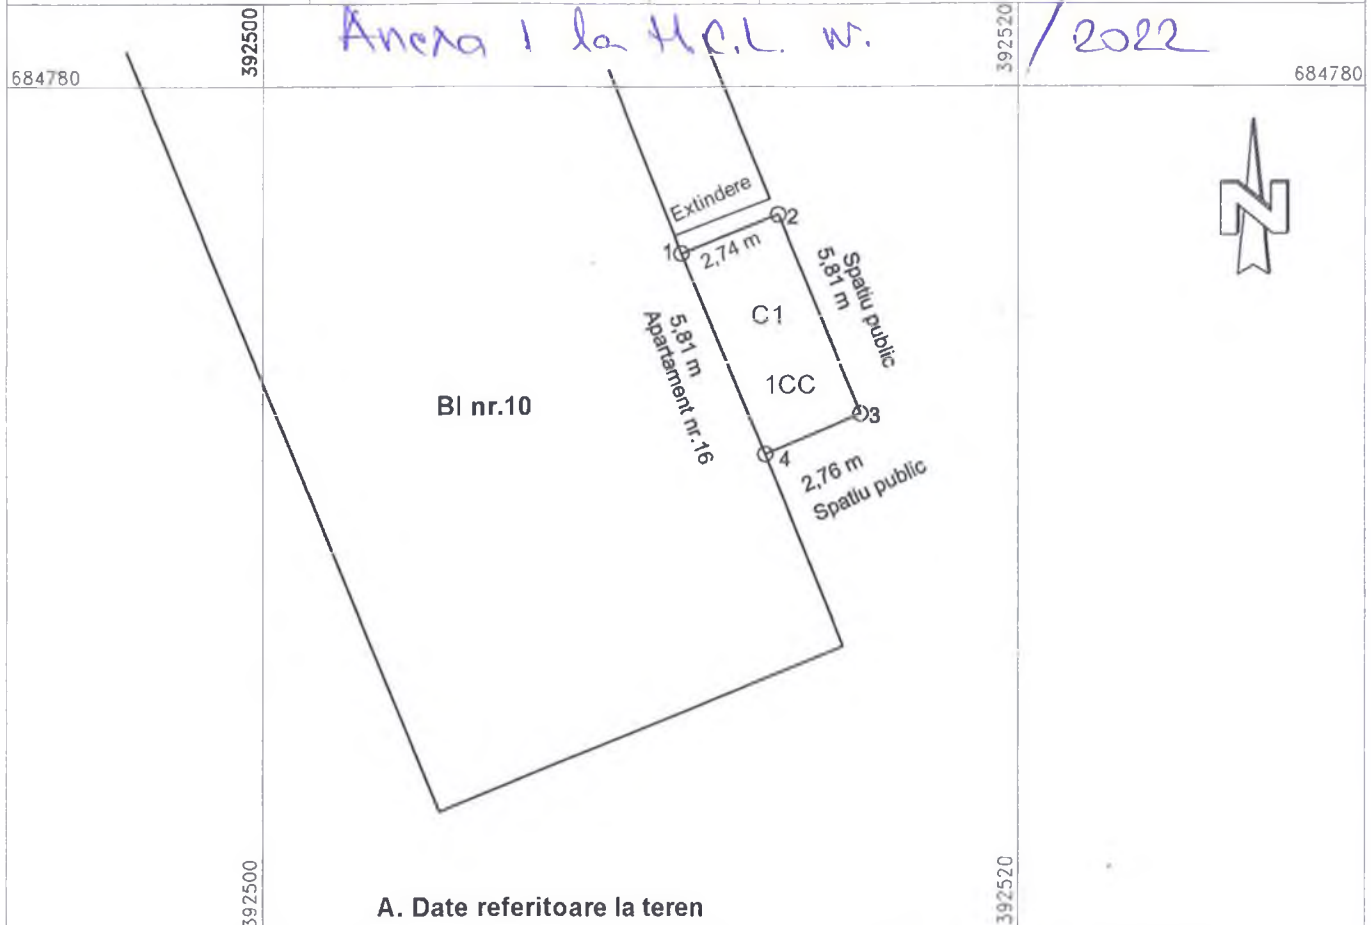 392500
392520
Anexa 1 la H.C.L. nr. /2022
684780
684780
Extindere
2
1
2,74 m
Spatiu public
5,81 m
C1
5,81 m
Apartament nr.16
1CC
Bl nr.10
3
4
2,76 m
Spatiu public
N
392500
392520
A. Date referitoare la teren